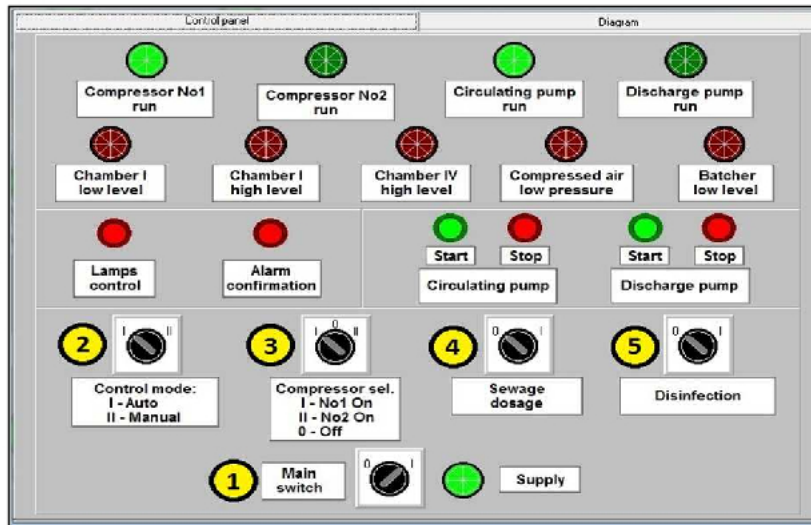 Control panel
Diagram
Compressor No1
run
Compressor No2
run
Circulating pump
run
Discharge pump
run
Chamber I
low level
Chamber I
high level
Chamber IV
high level
Compressed air
low pressure
Batcher
low level
Lamps
control
Alarm
confirmation
Start
Stop
Circulating pump
Start
Stop
Discharge pump
2
I
II
Control mode:
I - Auto
II - Manual
3
I
0
II
Compressor sel.
I - No1 On
II - No2 On
0 - Off
4
0
I
Sewage
dosage
5
0
I
Disinfection
1
Main
switch
0
I
Supply